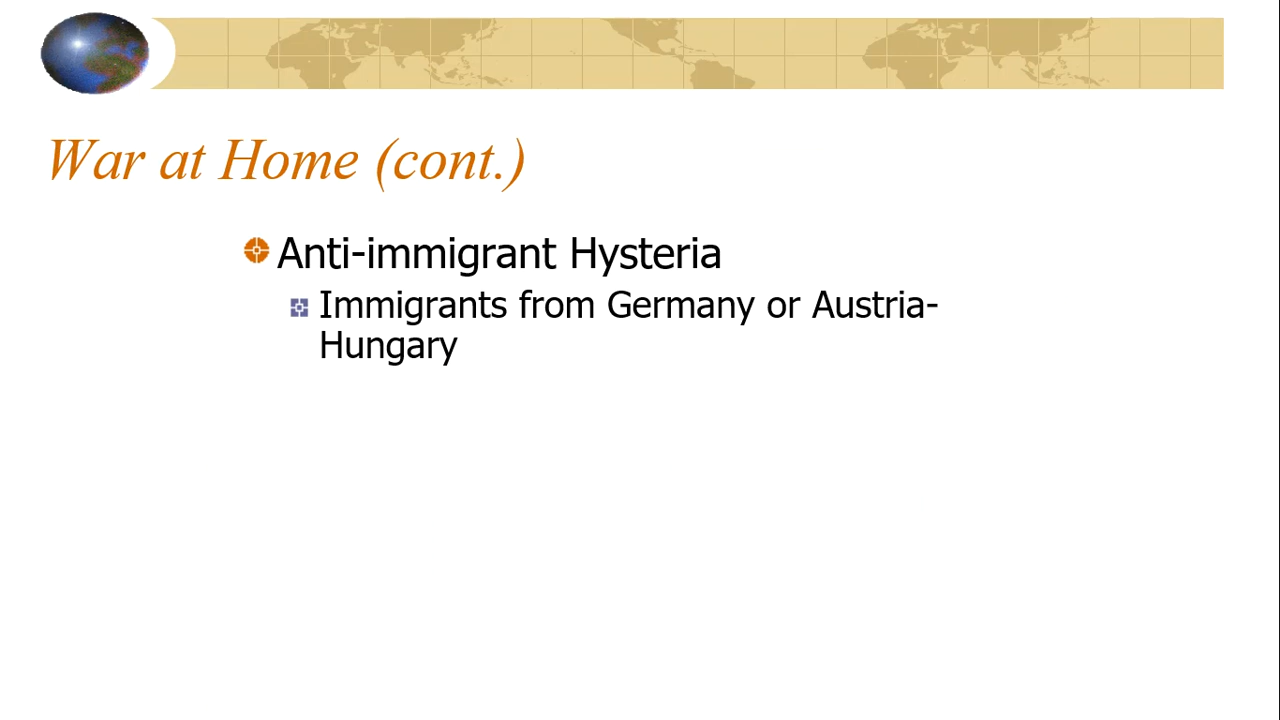 War at Home (cont.)
Anti-immigrant Hysteria
Immigrants from Germany or Austria-
Hungary